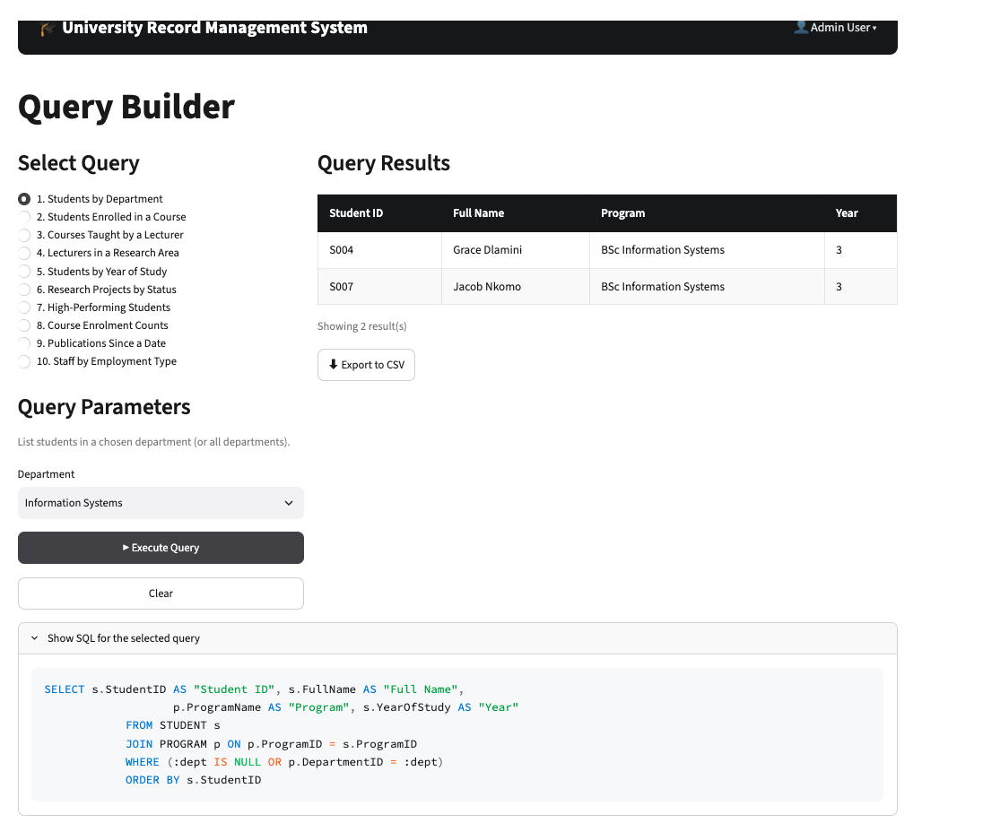 🎓 University Record Management System
👤 Admin User ▾
Query Builder
Select Query
1. Students by Department
2. Students Enrolled in a Course
3. Courses Taught by a Lecturer
4. Lecturers in a Research Area
5. Students by Year of Study
6. Research Projects by Status
7. High-Performing Students
8. Course Enrolment Counts
9. Publications Since a Date
10. Staff by Employment Type
Query Parameters
List students in a chosen department (or all departments).
Department
Information Systems
▶ Execute Query
Clear
Query Results
Student ID Full Name Program Year
S004 Grace Dlamini BSc Information Systems 3
S007 Jacob Nkomo BSc Information Systems 3
Showing 2 result(s)
⬇ Export to CSV
Show SQL for the selected query
SELECT s.StudentID AS "Student ID", s.FullName AS "Full Name",
p.ProgramName AS "Program", s.YearOfStudy AS "Year"
FROM STUDENT s
JOIN PROGRAM p ON p.ProgramID = s.ProgramID
WHERE (:dept IS NULL OR p.DepartmentID = :dept)
ORDER BY s.StudentID